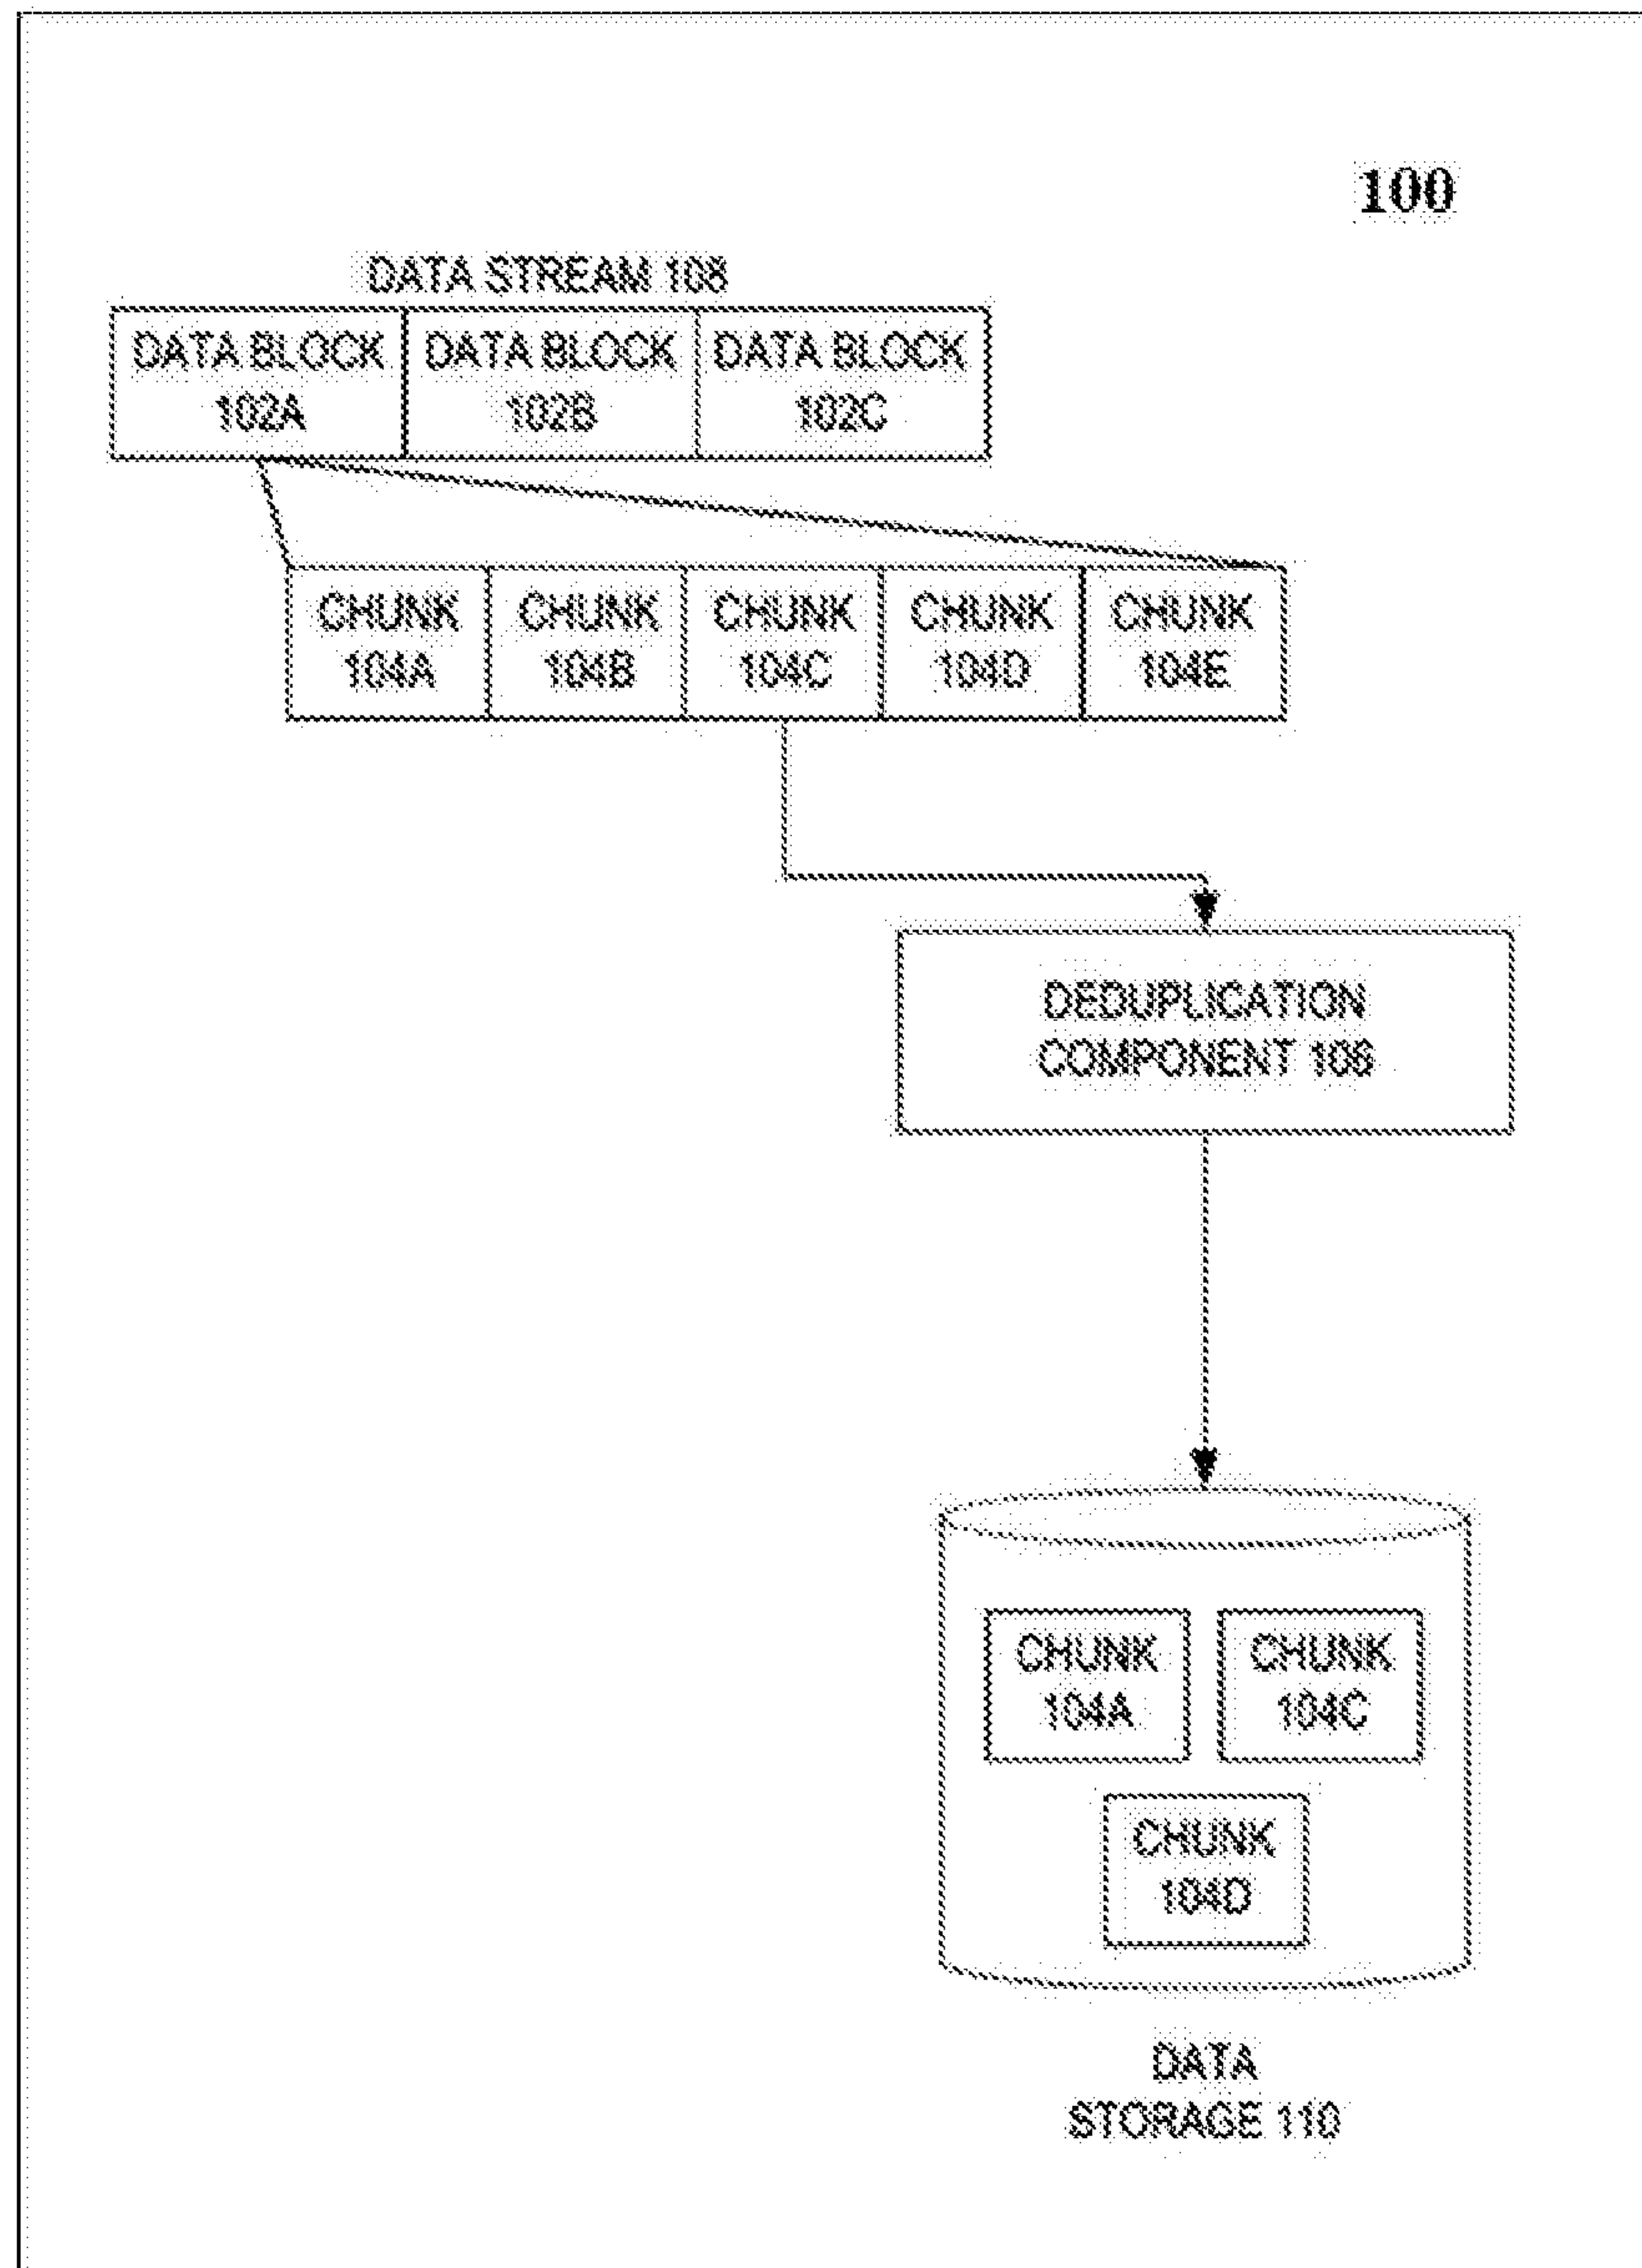 100
DATA STREAM 108
DATA BLOCK DATA BLOCK DATA BLOCK
102A 102B 102C
CHUNK CHUNK CHUNK CHUNK CHUNK
104A 104B 104C 104D 104E
DEDUPLICATION
COMPONENT 106
CHUNK CHUNK
104A 104C
CHUNK
104D
DATA
STORAGE 110